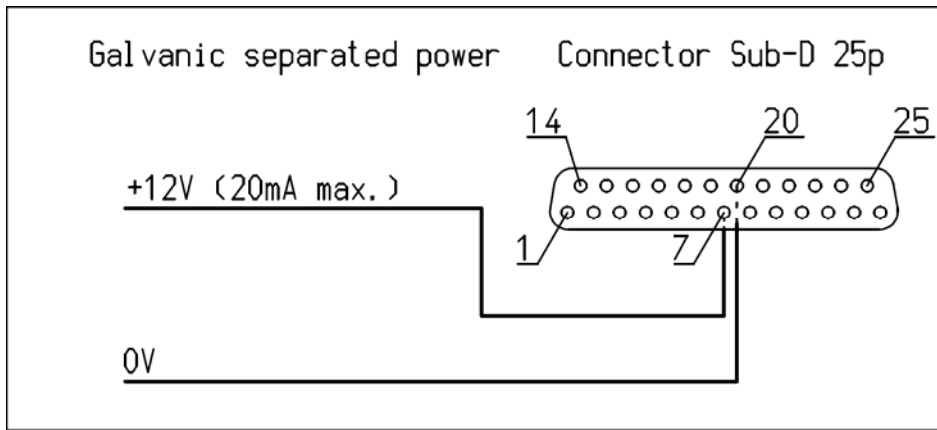 Galvanic separated power
Connector Sub-D 25p
14
20
25
+12V (20mA max.)
1
7
0V